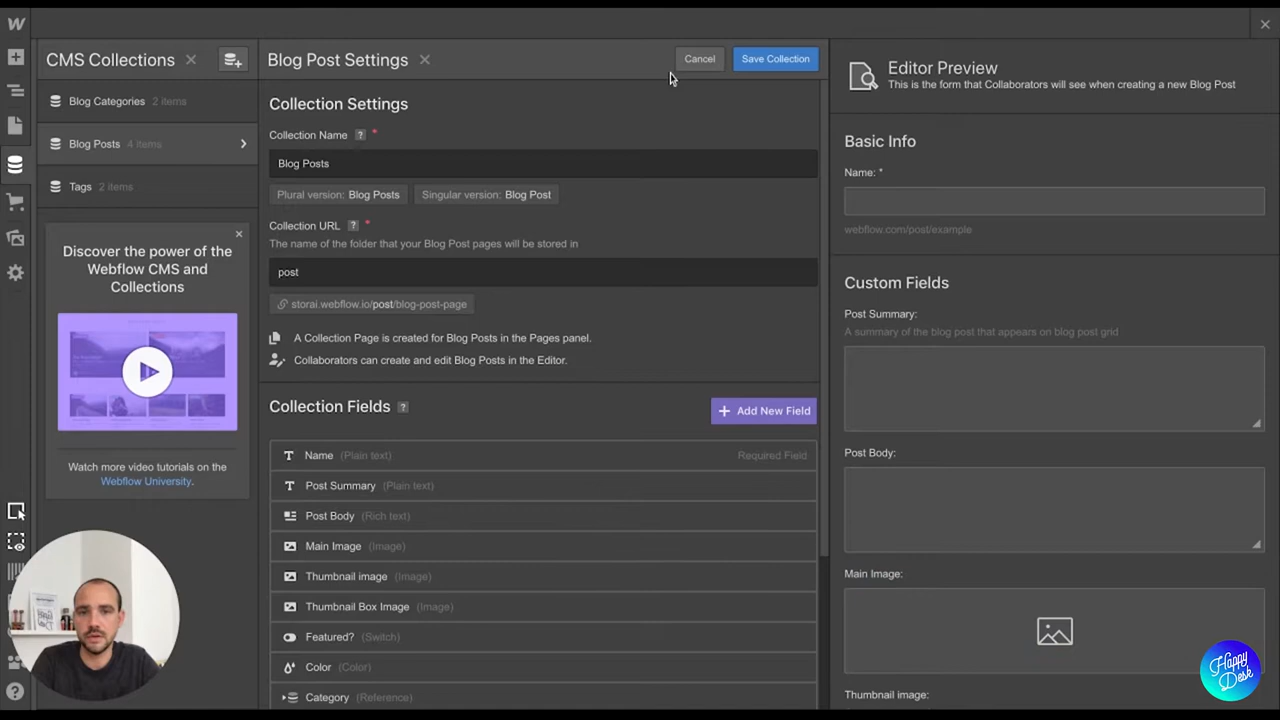 W
CMS Collections
Blog Categories 2 items
Blog Posts 4 items
Tags 2 items
Discover the power of the
Webflow CMS and
Collections
Watch more video tutorials on the
Webflow University.
Blog Post Settings
Cancel
Save Collection
Collection Settings
Collection Name ? *
Blog Posts
Plural version: Blog Posts
Singular version: Blog Post
Collection URL ? *
The name of the folder that your Blog Post pages will be stored in
post
storai.webflow.io/post/blog-post-page
A Collection Page is created for Blog Posts in the Pages panel.
Collaborators can create and edit Blog Posts in the Editor.
Collection Fields ?
+ Add New Field
Name (Plain text) Required Field
Post Summary (Plain text)
Post Body (Rich text)
Main Image (Image)
Thumbnail image (Image)
Thumbnail Box Image (Image)
Featured? (Switch)
Color (Color)
Category (Reference)
Editor Preview
This is the form that Collaborators will see when creating a new Blog Post
Basic Info
Name: *
webflow.com/post/example
Custom Fields
Post Summary:
A summary of the blog post that appears on blog post grid
Post Body:
Main Image:
Thumbnail image:
Happy
Desk